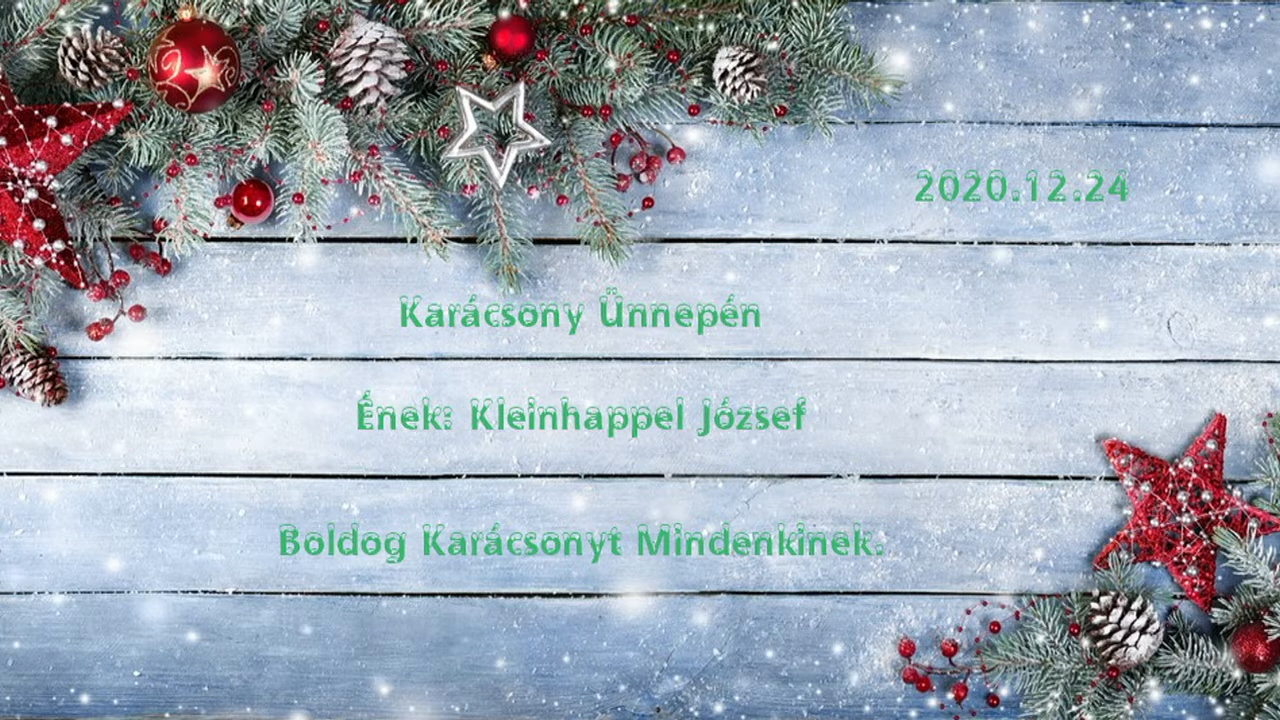 2020.12.24
Karácsony Ünnepén
Ének: Kleinhappel József
Boldog Karácsonyt Mindenkinek.